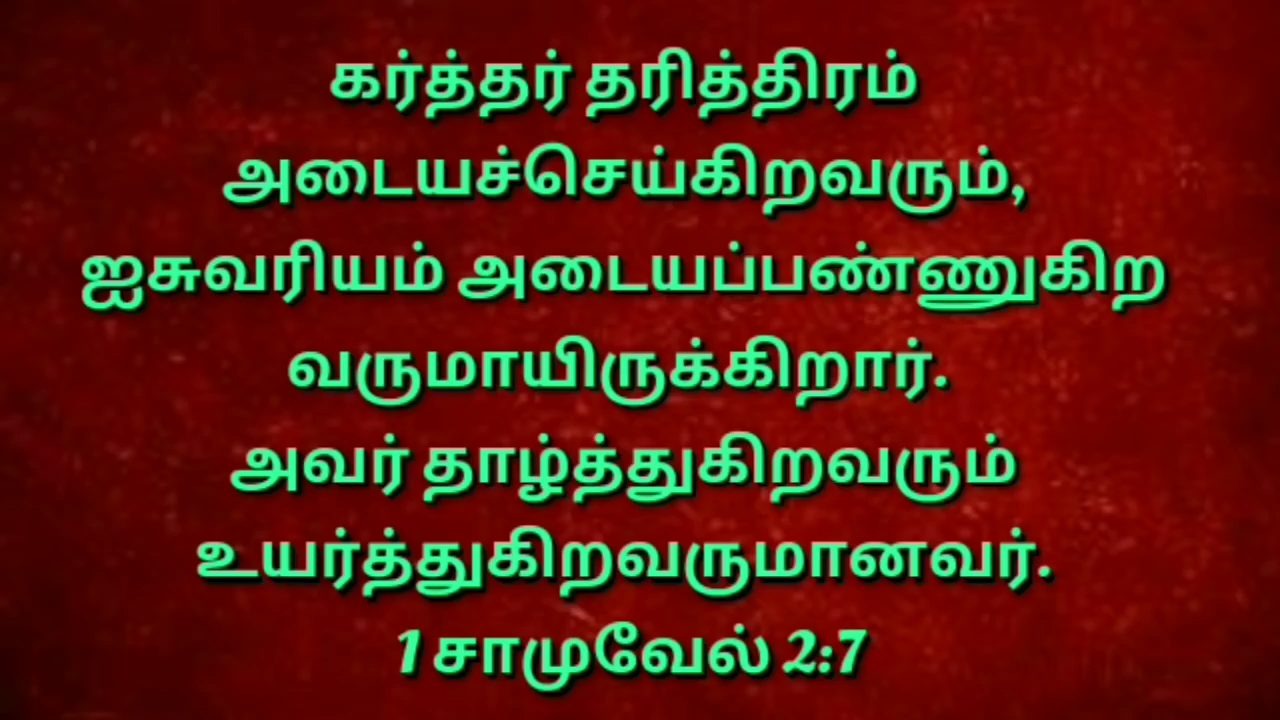 கர்த்தர் தரித்திரம்
அடையச்செய்கிறவரும்,
ஐசுவரியம் அடையப்பண்ணுகிற
வருமாயிருக்கிறார்.
அவர் தாழ்த்துகிறவரும்
உயர்த்துகிறவருமானவர்.
1 சாமுவேல் 2:7